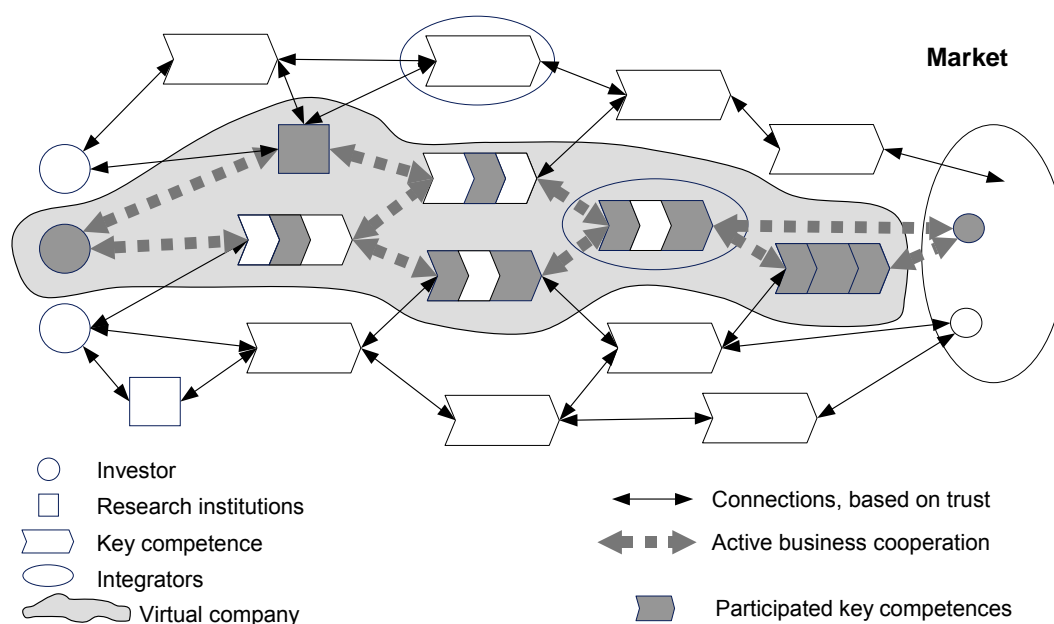 Market
Investor
Research institutions
Key competence
Integrators
Virtual company
Connections, based on trust
Active business cooperation
Participated key competences